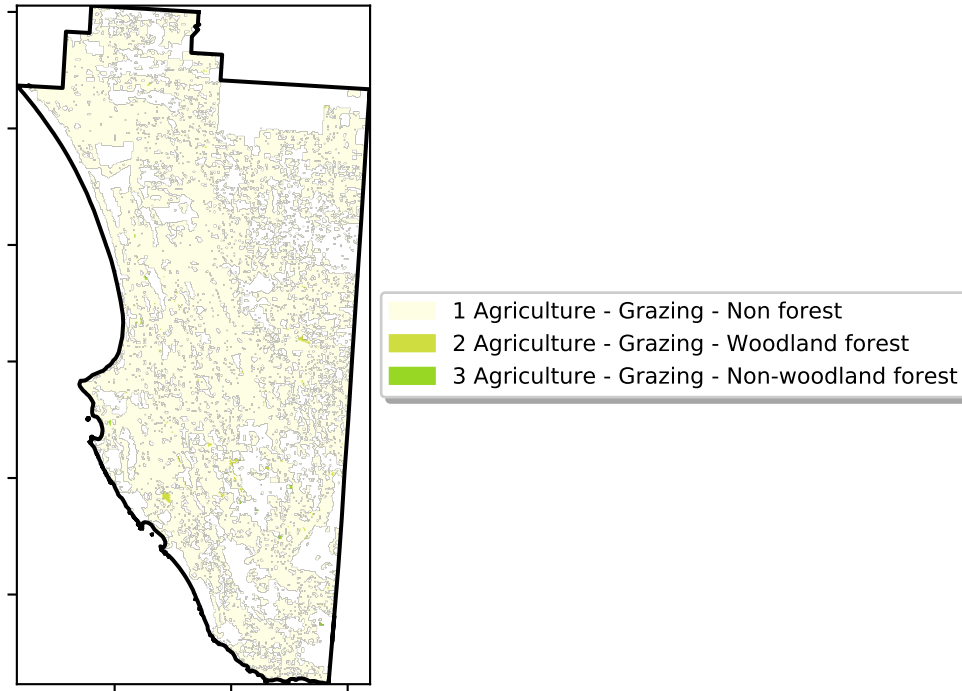 1 Agriculture - Grazing - Non forest
2 Agriculture - Grazing - Woodland forest
3 Agriculture - Grazing - Non-woodland forest